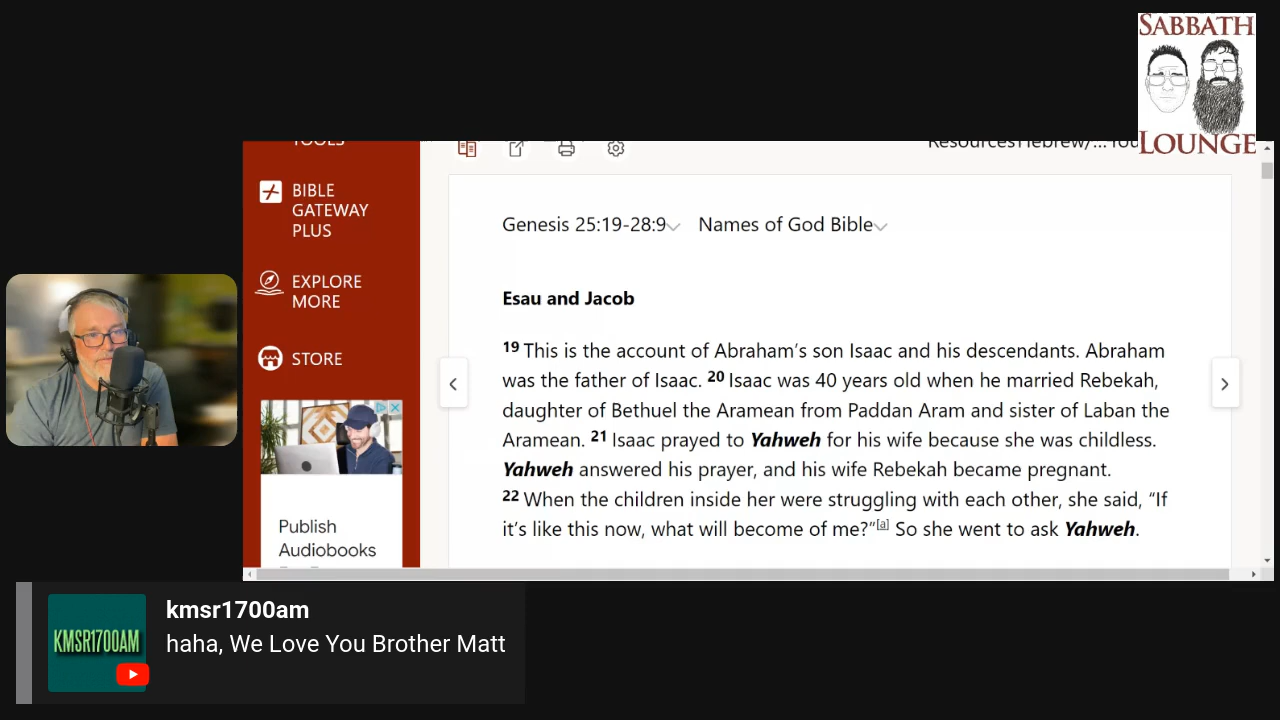 SABBATH
LOUNGE
TOOLS
BIBLE
GATEWAY
PLUS
EXPLORE
MORE
STORE
Publish
Audiobooks
Genesis 25:19-28:9 Names of God Bible
Esau and Jacob
19 This is the account of Abraham’s son Isaac and his descendants. Abraham
was the father of Isaac. 20 Isaac was 40 years old when he married Rebekah,
daughter of Bethuel the Aramean from Paddan Aram and sister of Laban the
Aramean. 21 Isaac prayed to Yahweh for his wife because she was childless.
Yahweh answered his prayer, and his wife Rebekah became pregnant.
22 When the children inside her were struggling with each other, she said, “If
it’s like this now, what will become of me?”[a] So she went to ask Yahweh.
kmsr1700am
KMSR1700AM
haha, We Love You Brother Matt